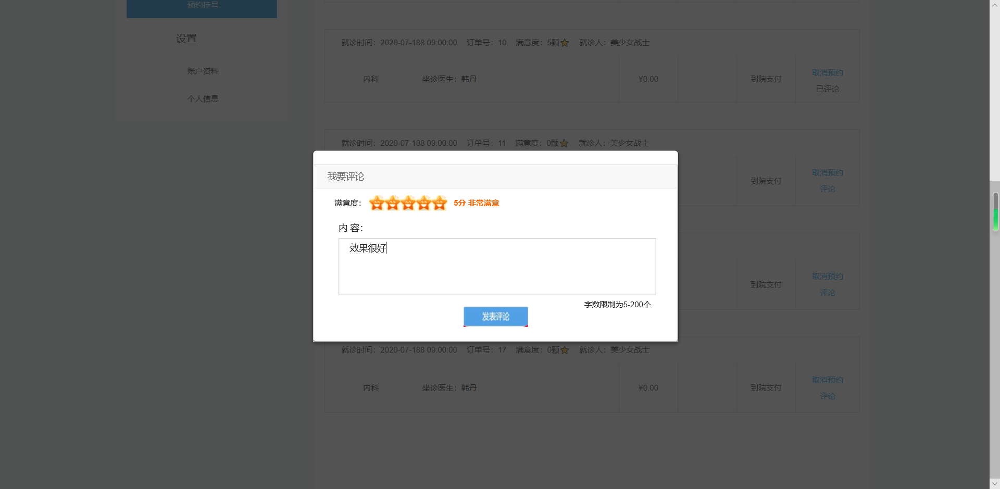 预约挂号
设置
账户资料
个人信息
就诊时间：2020-07-188 09:00:00 订单号：10 满意度：5颗 就诊人：美少女战士
内科 坐诊医生：韩丹 ¥0.00 到院支付 取消预约
已评论
就诊时间：2020-07-188 09:00:00 订单号：11 满意度：0颗 就诊人：美少女战士
到院支付 取消预约
评论
我要评论
满意度： 5分 非常满意
内 容：
效果很好
字数限制为5-200个
发表评论
到院支付 取消预约
评论
就诊时间：2020-07-188 09:00:00 订单号：17 满意度：0颗 就诊人：美少女战士
内科 坐诊医生：韩丹 ¥0.00 到院支付 取消预约
评论